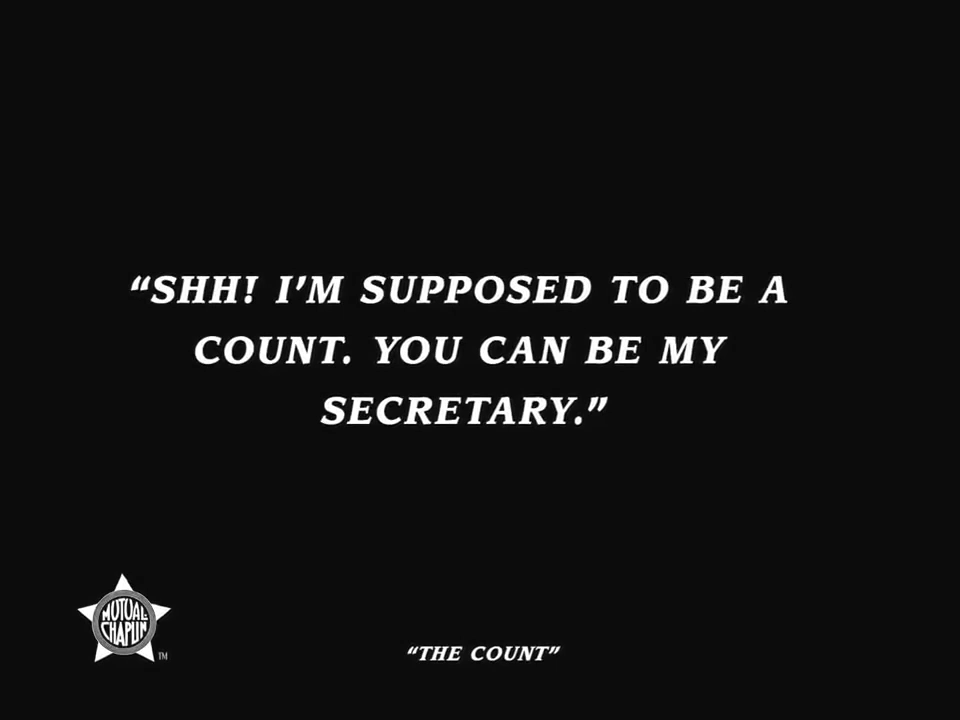 “SHH! I’M SUPPOSED TO BE A
COUNT. YOU CAN BE MY
SECRETARY.”
MUTUAL-
CHAPLIN
TM
“THE COUNT”